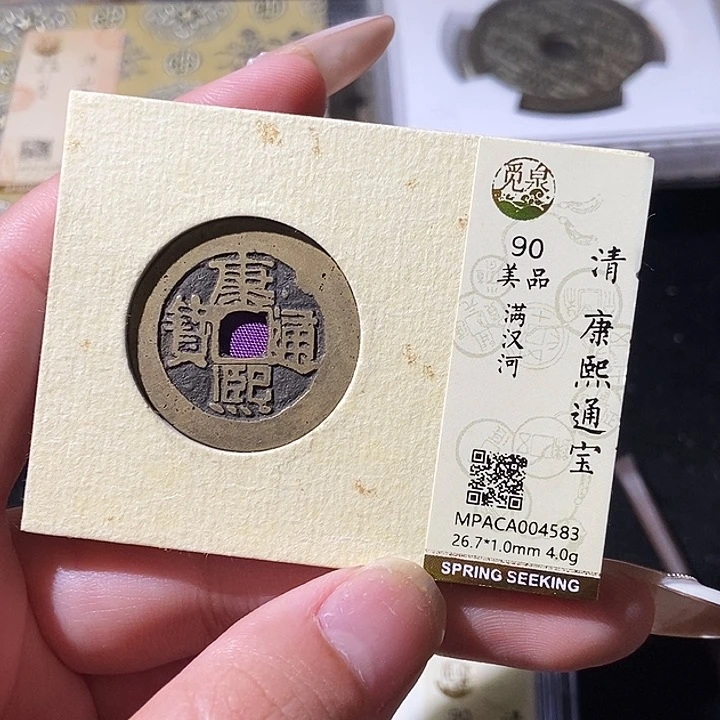 康熙通寳
觅泉
90
美品
满汉河
清 康熙通宝
MPACA004583
26.7*1.0mm 4.0g
SPRING SEEKING